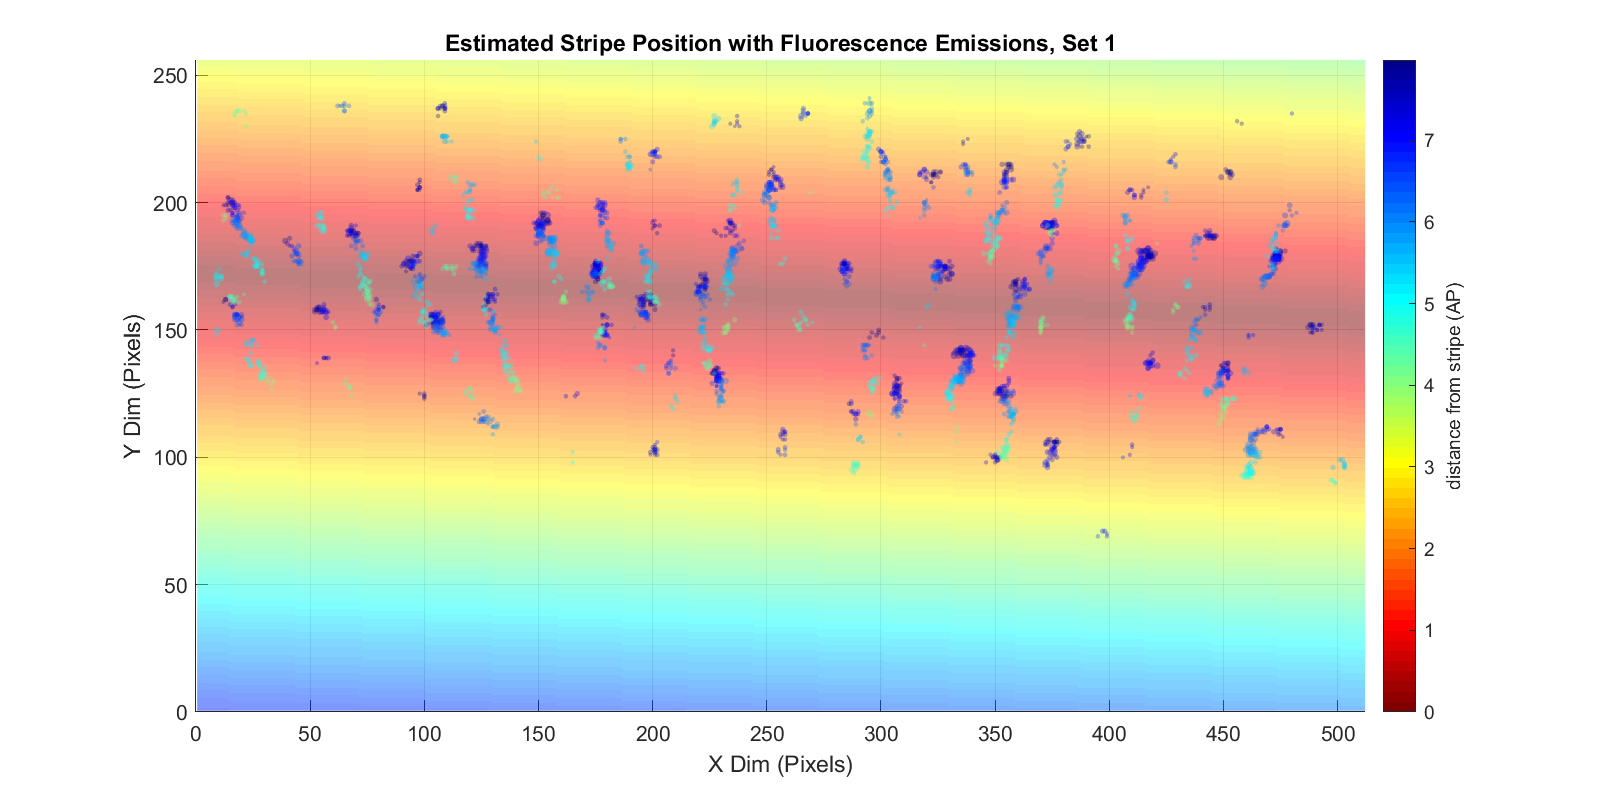 Estimated Stripe Position with Fluorescence Emissions, Set 1
250
200
150
100
50
0
Y Dim (Pixels)
0 50 100 150 200 250 300 350 400 450 500
X Dim (Pixels)
7
6
5
4
3
2
1
0
distance from stripe (AP)